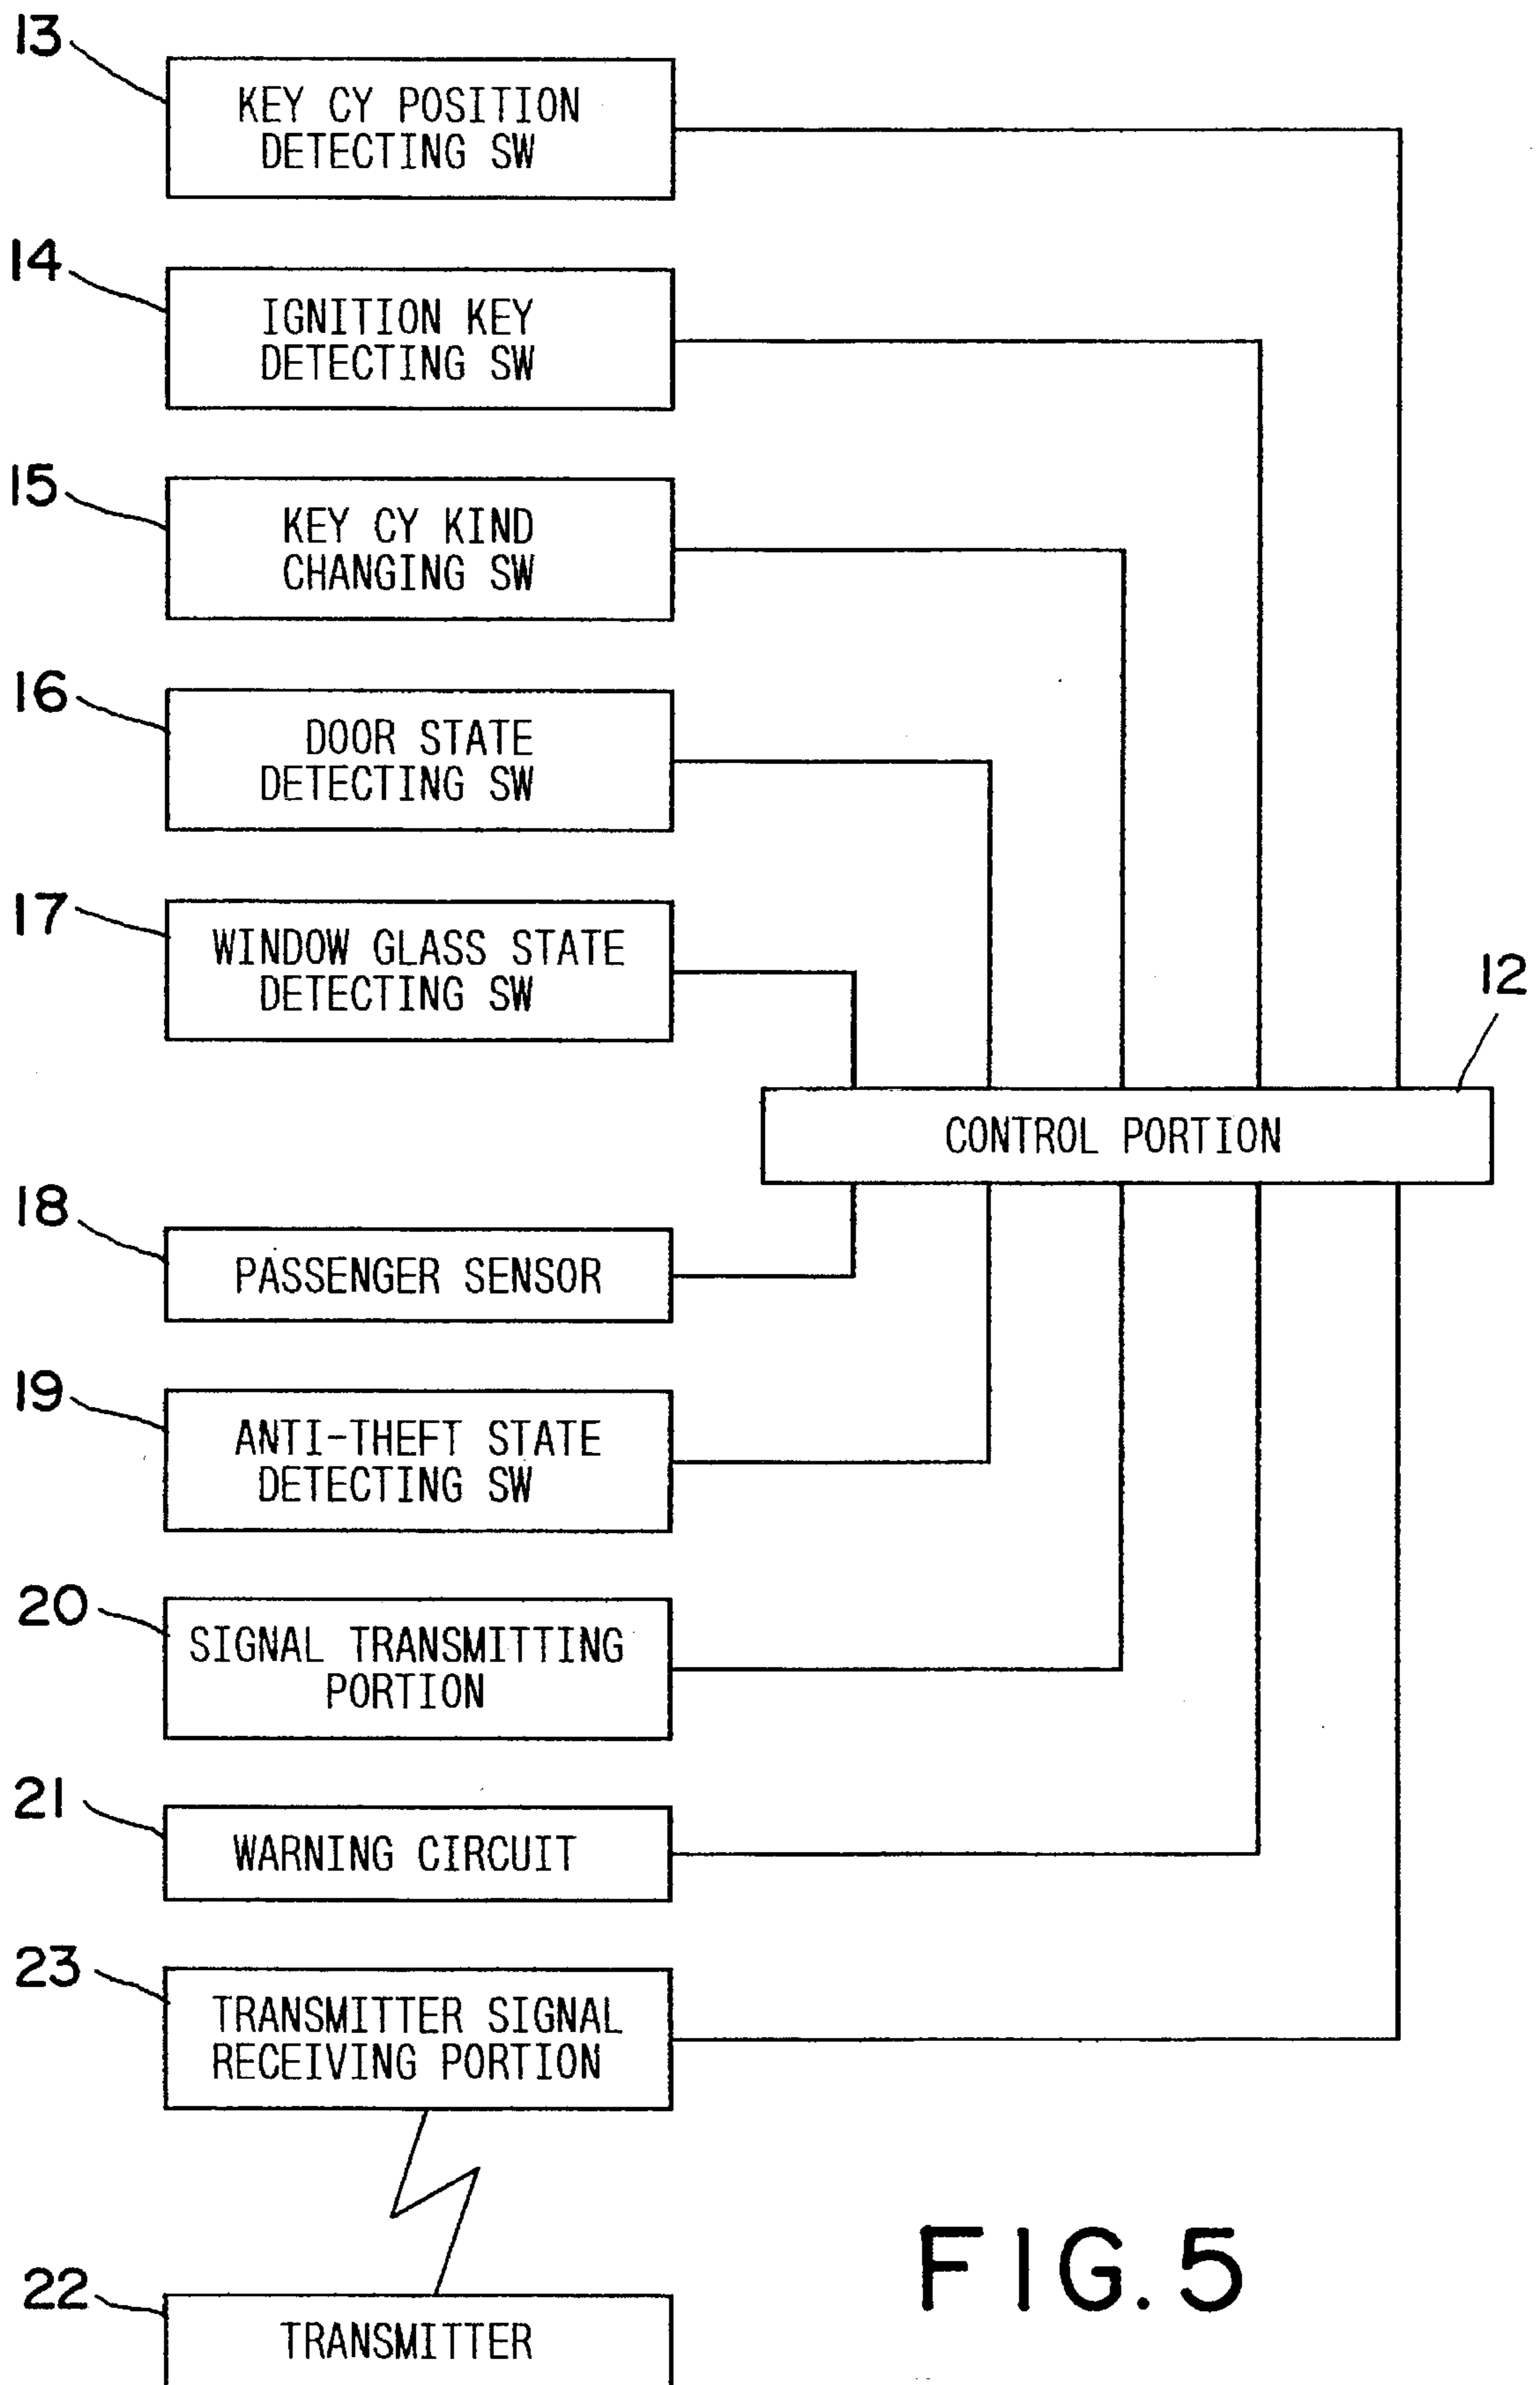 13
KEY CY POSITION
DETECTING SW
14
IGNITION KEY
DETECTING SW
15
KEY CY KIND
CHANGING SW
16
DOOR STATE
DETECTING SW
17
WINDOW GLASS STATE
DETECTING SW
12
CONTROL PORTION
18
PASSENGER SENSOR
19
ANTI-THEFT STATE
DETECTING SW
20
SIGNAL TRANSMITTING
PORTION
21
WARNING CIRCUIT
23
TRANSMITTER SIGNAL
RECEIVING PORTION
22
TRANSMITTER
FIG. 5